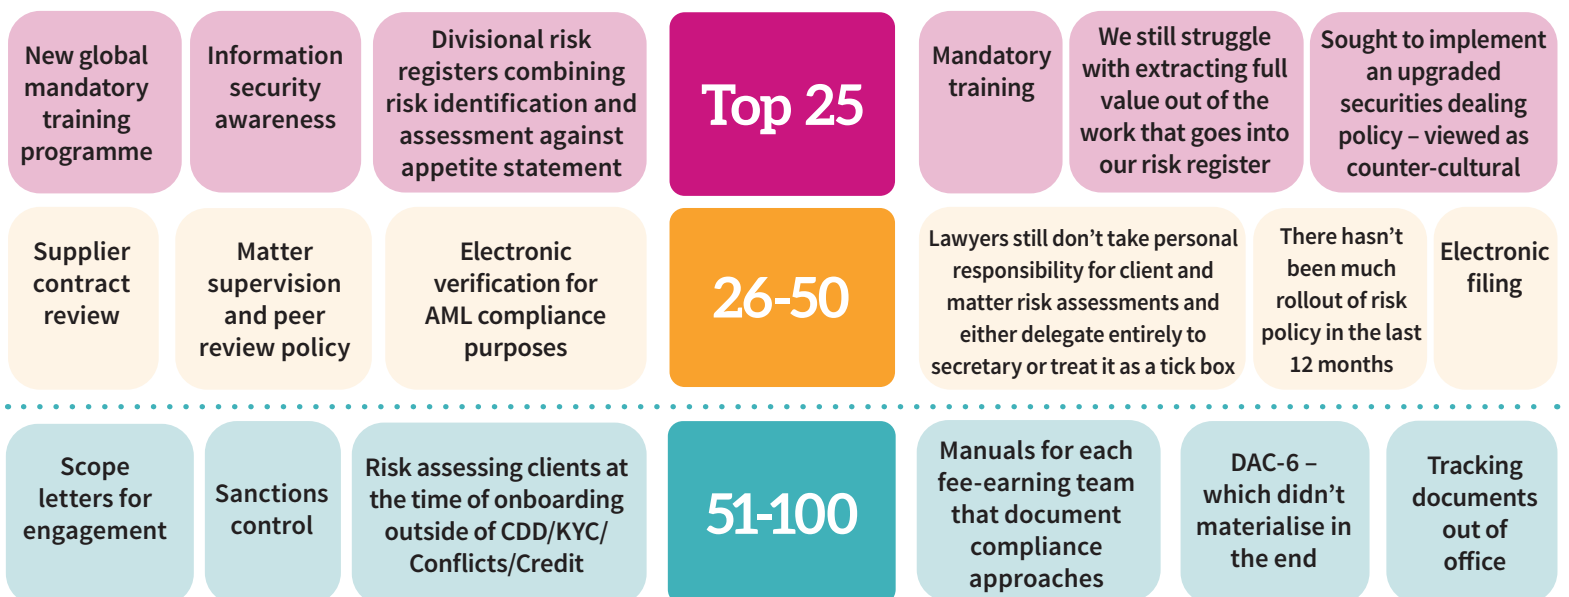 New global
mandatory
training
programme
Information
security
awareness
Divisional risk
registers combining
risk identification and
assessment against
appetite statement
Top 25
Mandatory
training
We still struggle
with extracting full
value out of the
work that goes into
our risk register
Sought to implement
an upgraded
securities dealing
policy – viewed as
counter-cultural
Supplier
contract
review
Matter
supervision
and peer
review policy
Electronic
verification for
AML compliance
purposes
26-50
Lawyers still don’t take personal
responsibility for client and
matter risk assessments and
either delegate entirely to
secretary or treat it as a tick box
There hasn’t
been much
rollout of risk
policy in the last
12 months
Electronic
filing
Scope
letters for
engagement
Sanctions
control
Risk assessing clients at
the time of onboarding
outside of CDD/KYC/
Conflicts/Credit
51-100
Manuals for each
fee-earning team
that document
compliance
approaches
DAC-6 –
which didn’t
materialise in
the end
Tracking
documents
out of
office